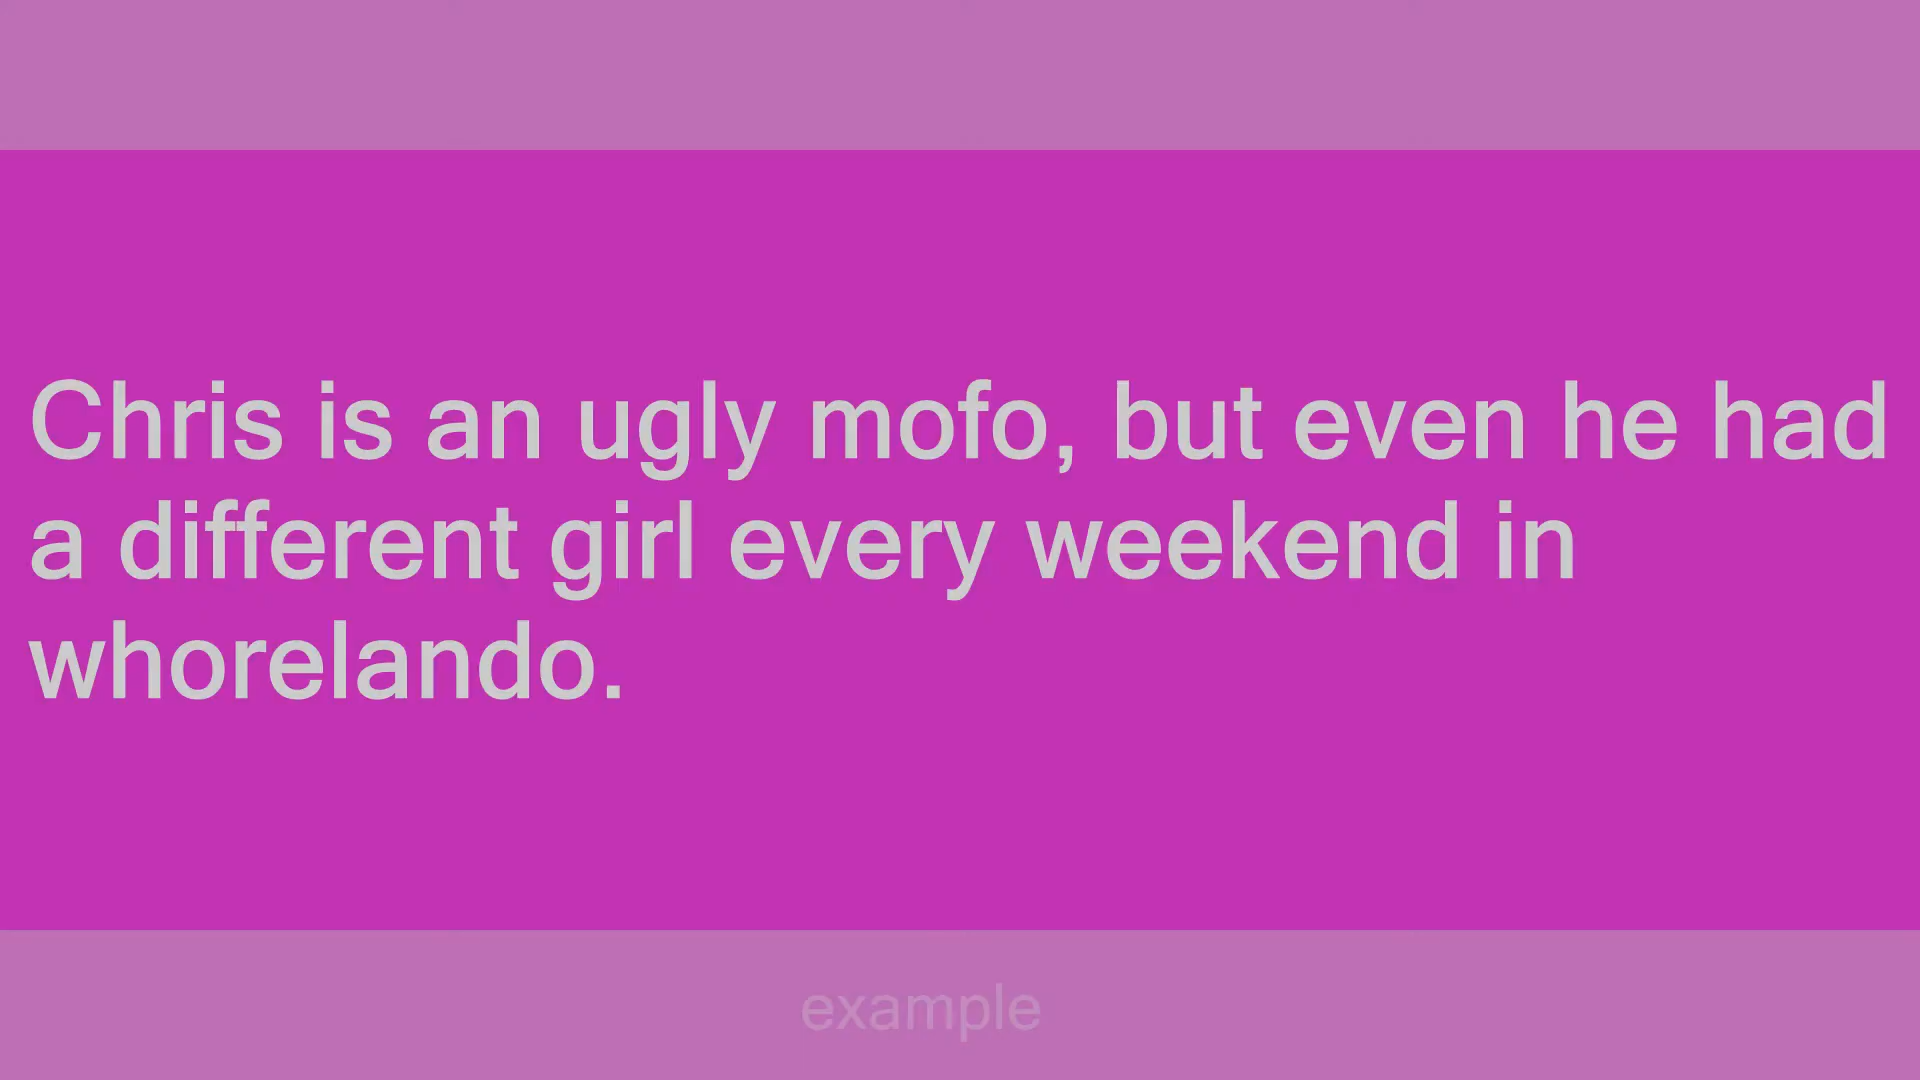 Chris is an ugly mofo, but even he had
a different girl every weekend in
whorelando.
example